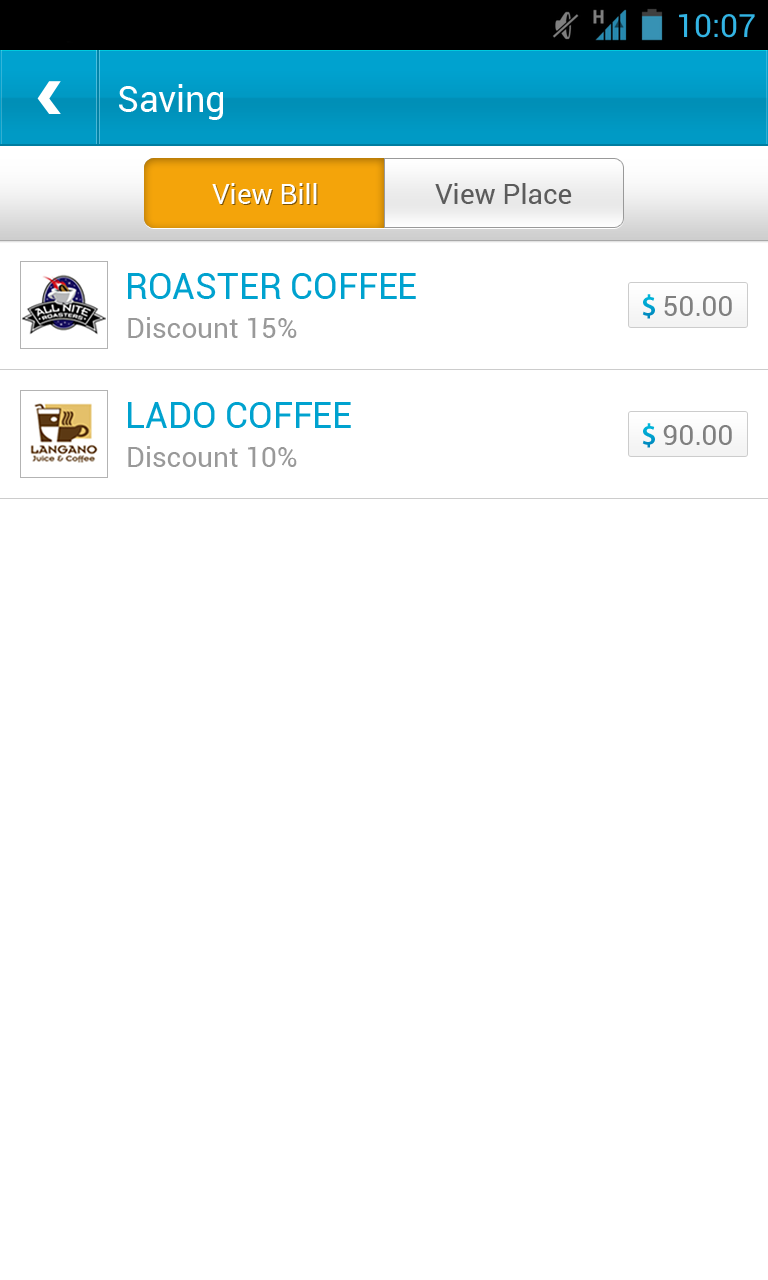 H
10:07
Saving
View Bill
View Place
ALL NITE
ROASTERS
ROASTER COFFEE
Discount 15%
$ 50.00
LANGANO
Juice & Coffee
LADO COFFEE
Discount 10%
$ 90.00